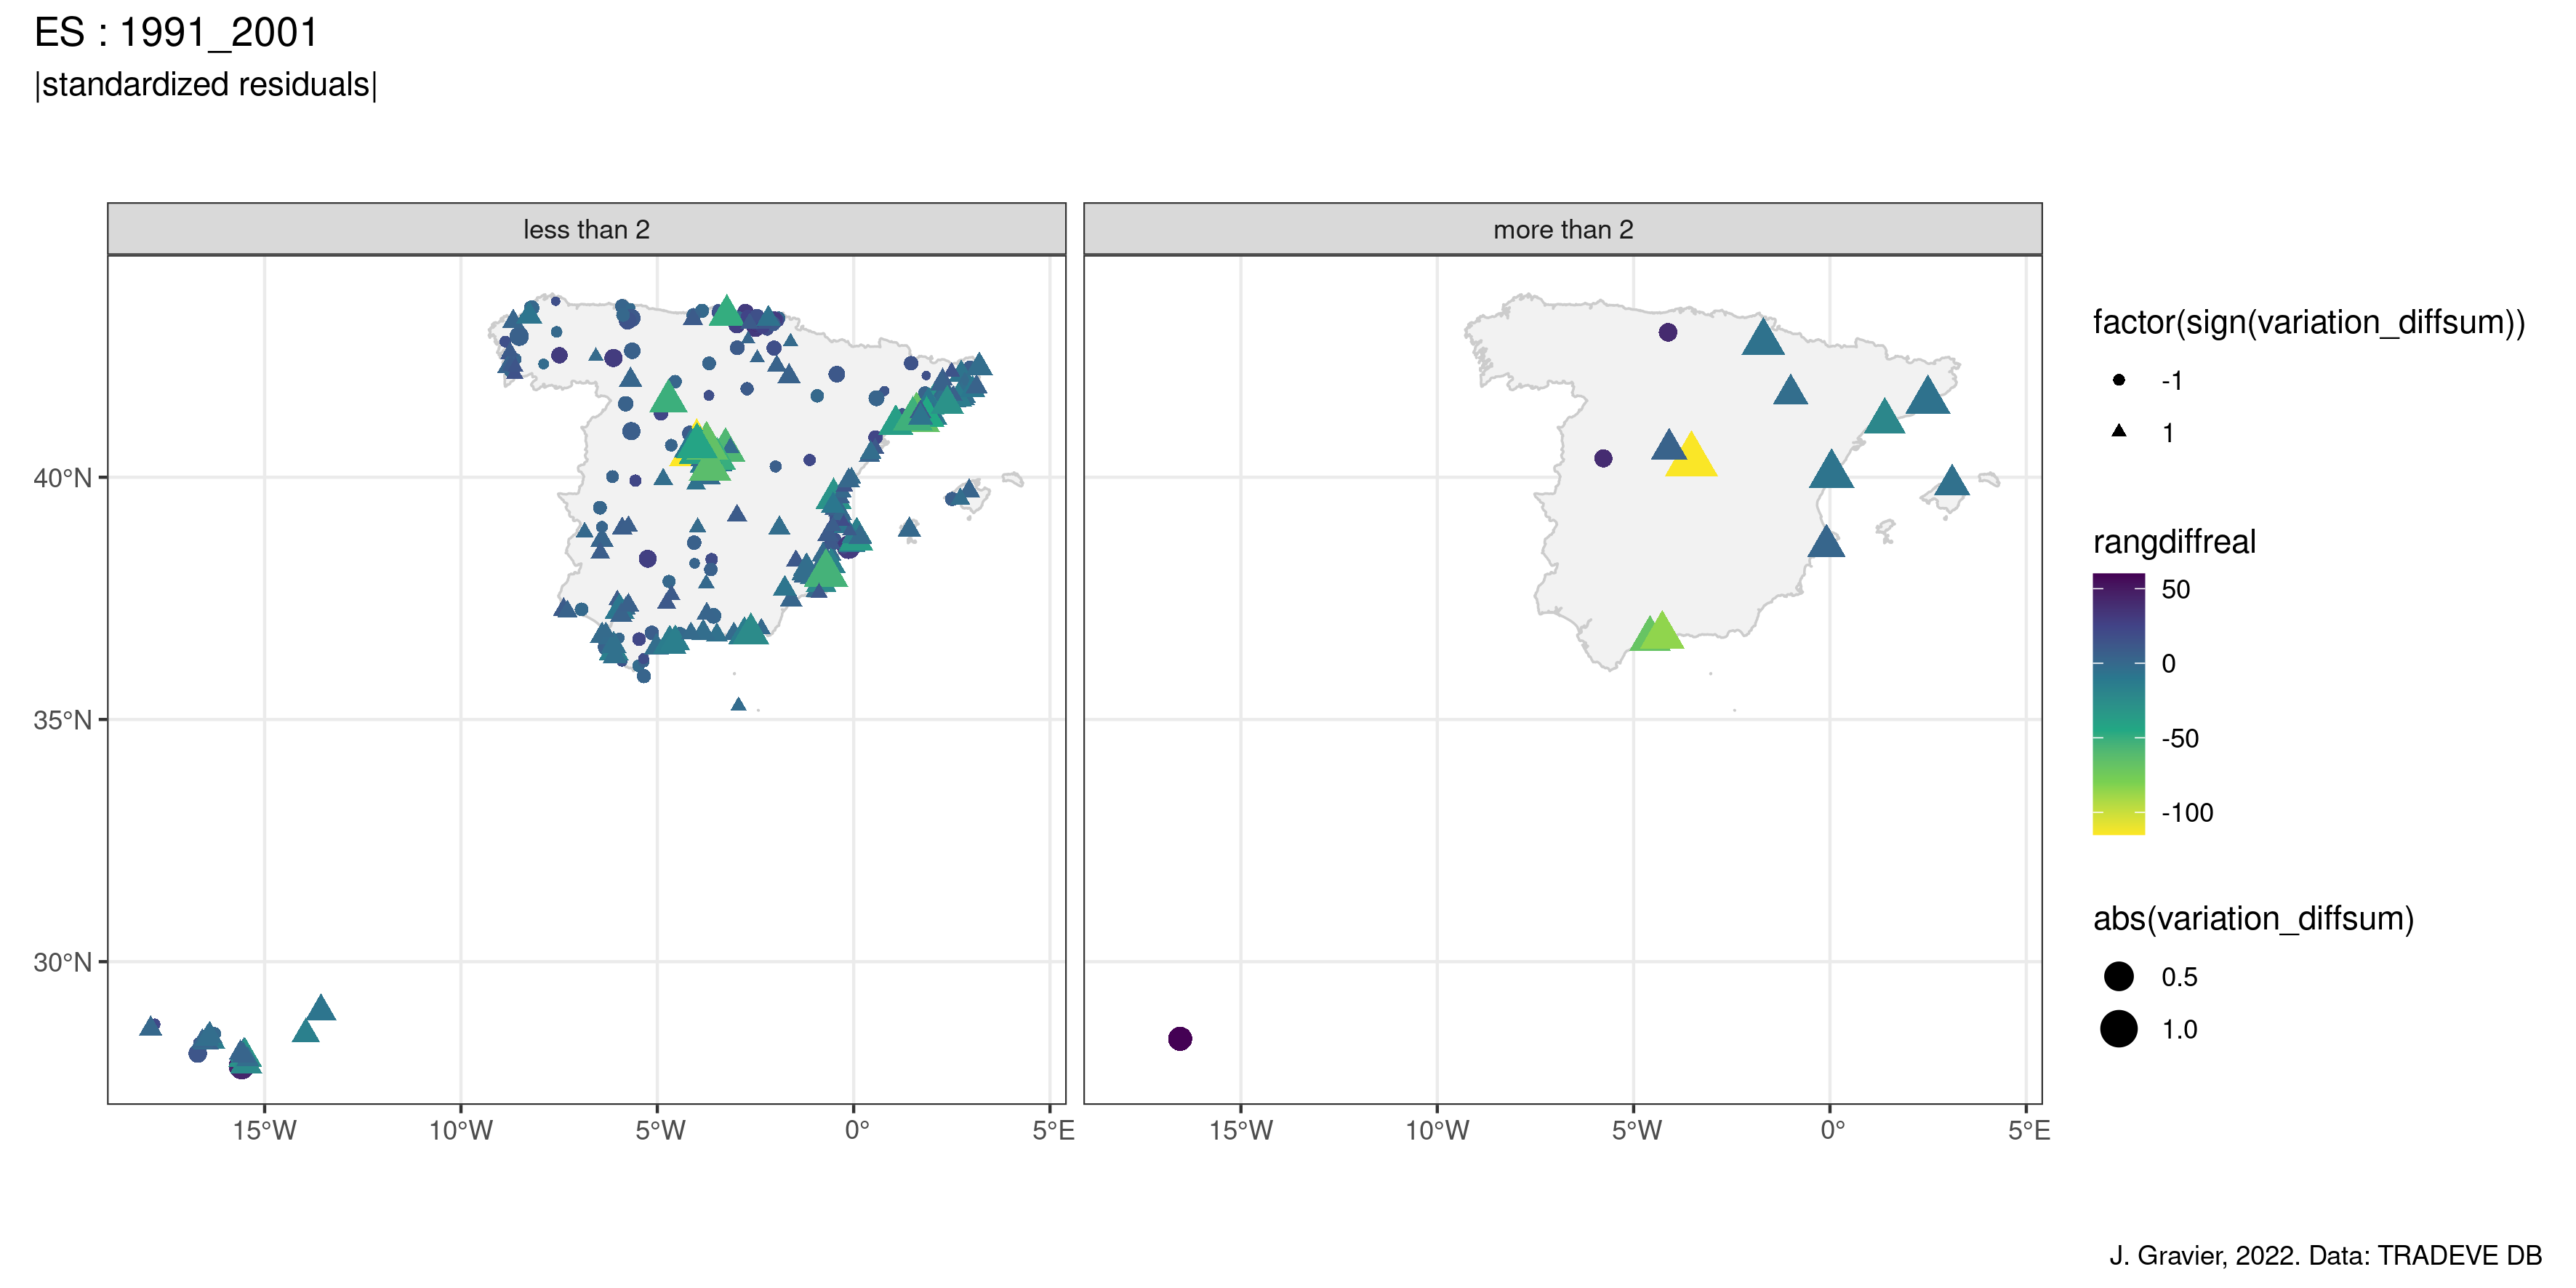 ES : 1991_2001
|standardized residuals|
less than 2
more than 2
40°N
35°N
30°N
15°W
10°W
5°W
0°
5°E
15°W
10°W
5°W
0°
5°E
factor(sign(variation_diffsum))
-1
1
rangdiffreal
50
0
-50
-100
abs(variation_diffsum)
0.5
1.0
J. Gravier, 2022. Data: TRADEVE DB